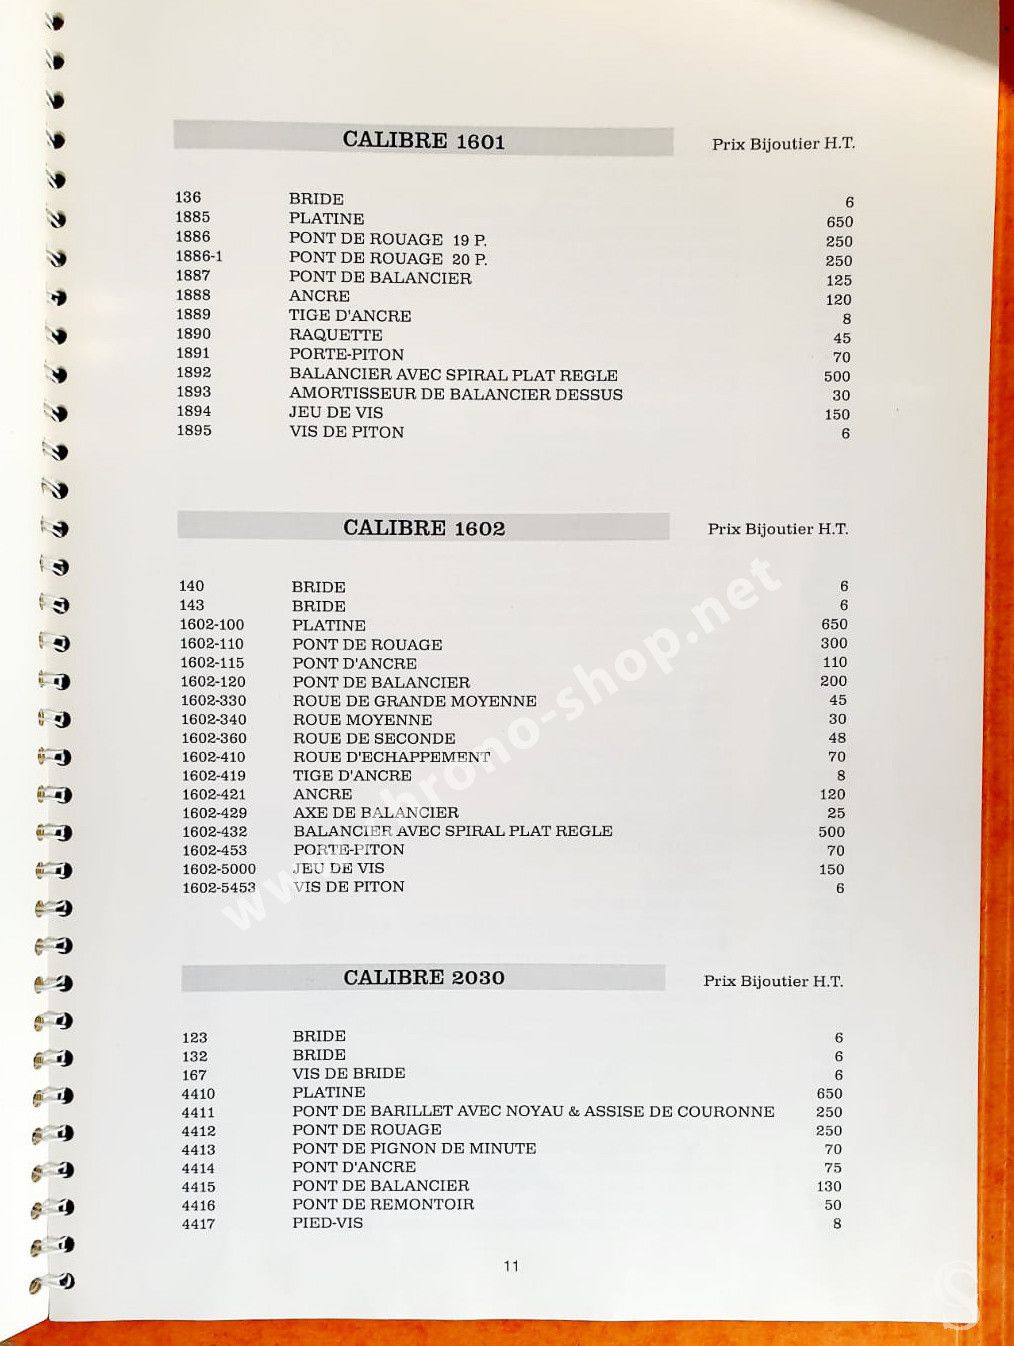 CALIBRE 1601 Prix Bijoutier H.T.
136 BRIDE 6
1885 PLATINE 650
1886 PONT DE ROUAGE 19 P. 250
1886-1 PONT DE ROUAGE 20 P. 250
1887 PONT DE BALANCIER 125
1888 ANCRE 120
1889 TIGE D'ANCRE 8
1890 RAQUETTE 45
1891 PORTE-PITON 70
1892 BALANCIER AVEC SPIRAL PLAT REGLE 500
1893 AMORTISSEUR DE BALANCIER DESSUS 30
1894 JEU DE VIS 150
1895 VIS DE PITON 6
CALIBRE 1602 Prix Bijoutier H.T.
140 BRIDE 6
143 BRIDE 6
1602-100 PLATINE 650
1602-110 PONT DE ROUAGE 300
1602-115 PONT D'ANCRE 110
1602-120 PONT DE BALANCIER 200
1602-330 ROUE DE GRANDE MOYENNE 45
1602-340 ROUE MOYENNE 30
1602-360 ROUE DE SECONDE 48
1602-410 ROUE D'ECHAPPEMENT 70
1602-419 TIGE D'ANCRE 8
1602-421 ANCRE 120
1602-429 AXE DE BALANCIER 25
1602-432 BALANCIER AVEC SPIRAL PLAT REGLE 500
1602-453 PORTE-PITON 70
1602-5000 JEU DE VIS 150
1602-5453 VIS DE PITON 6
www.chrono-shop.net
CALIBRE 2030 Prix Bijoutier H.T.
123 BRIDE 6
132 BRIDE 6
167 VIS DE BRIDE 6
4410 PLATINE 650
4411 PONT DE BARILLET AVEC NOYAU & ASSISE DE COURONNE 250
4412 PONT DE ROUAGE 250
4413 PONT DE PIGNON DE MINUTE 70
4414 PONT D'ANCRE 75
4415 PONT DE BALANCIER 130
4416 PONT DE REMONTOIR 50
4417 PIED-VIS 8
11